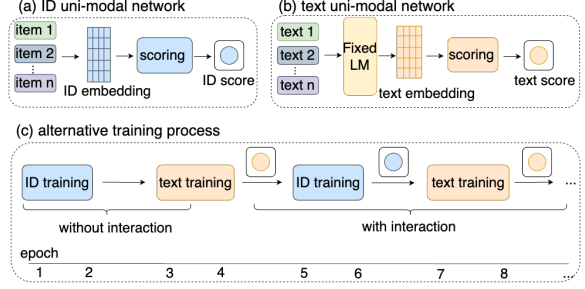 (a) ID uni-modal network
item 1
item 2
item n
ID embedding
scoring
ID score
(b) text uni-modal network
text 1
text 2
text n
Fixed
LM
text embedding
scoring
text score
(c) alternative training process
ID training
text training
ID training
text training
...
without interaction
with interaction
epoch
1 2 3 4 5 6 7 8 ...